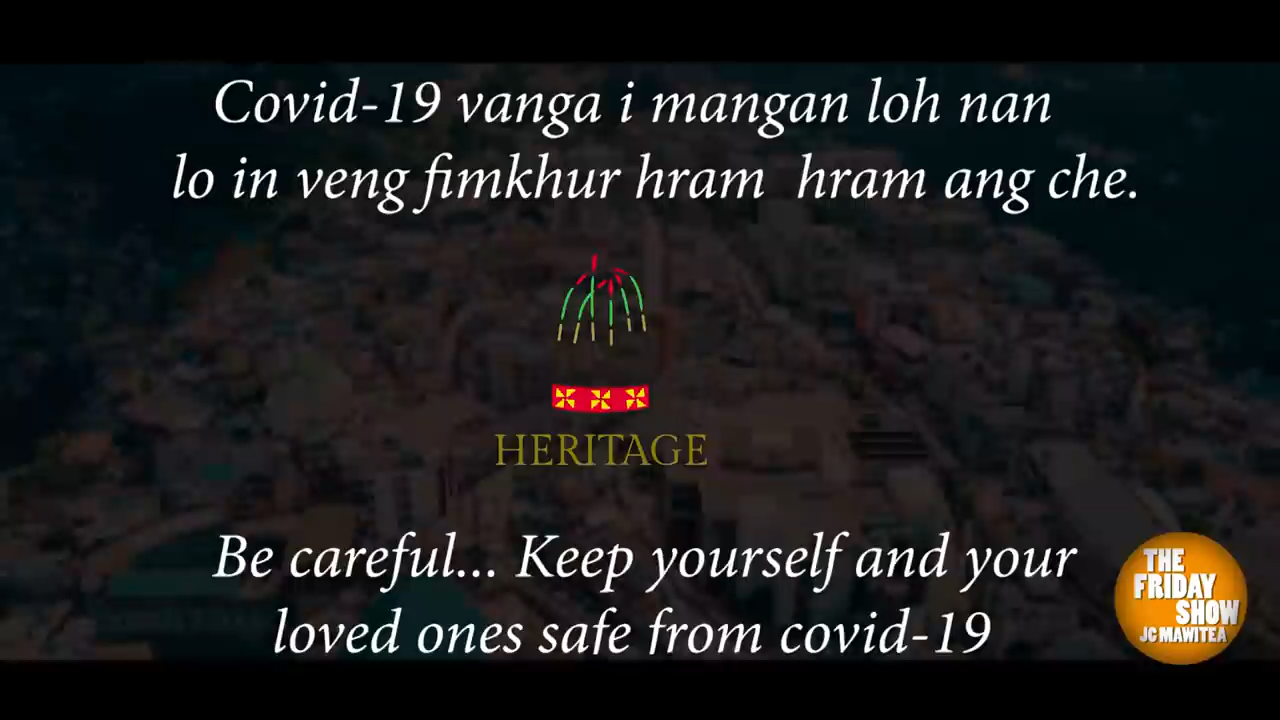 Covid-19 vanga i mangan loh nan
lo in veng fimkhur hram hram ang che.
HERITAGE
Be careful... Keep yourself and your
loved ones safe from covid-19
THE
FRIDAY
SHOW
JC MAWITEA